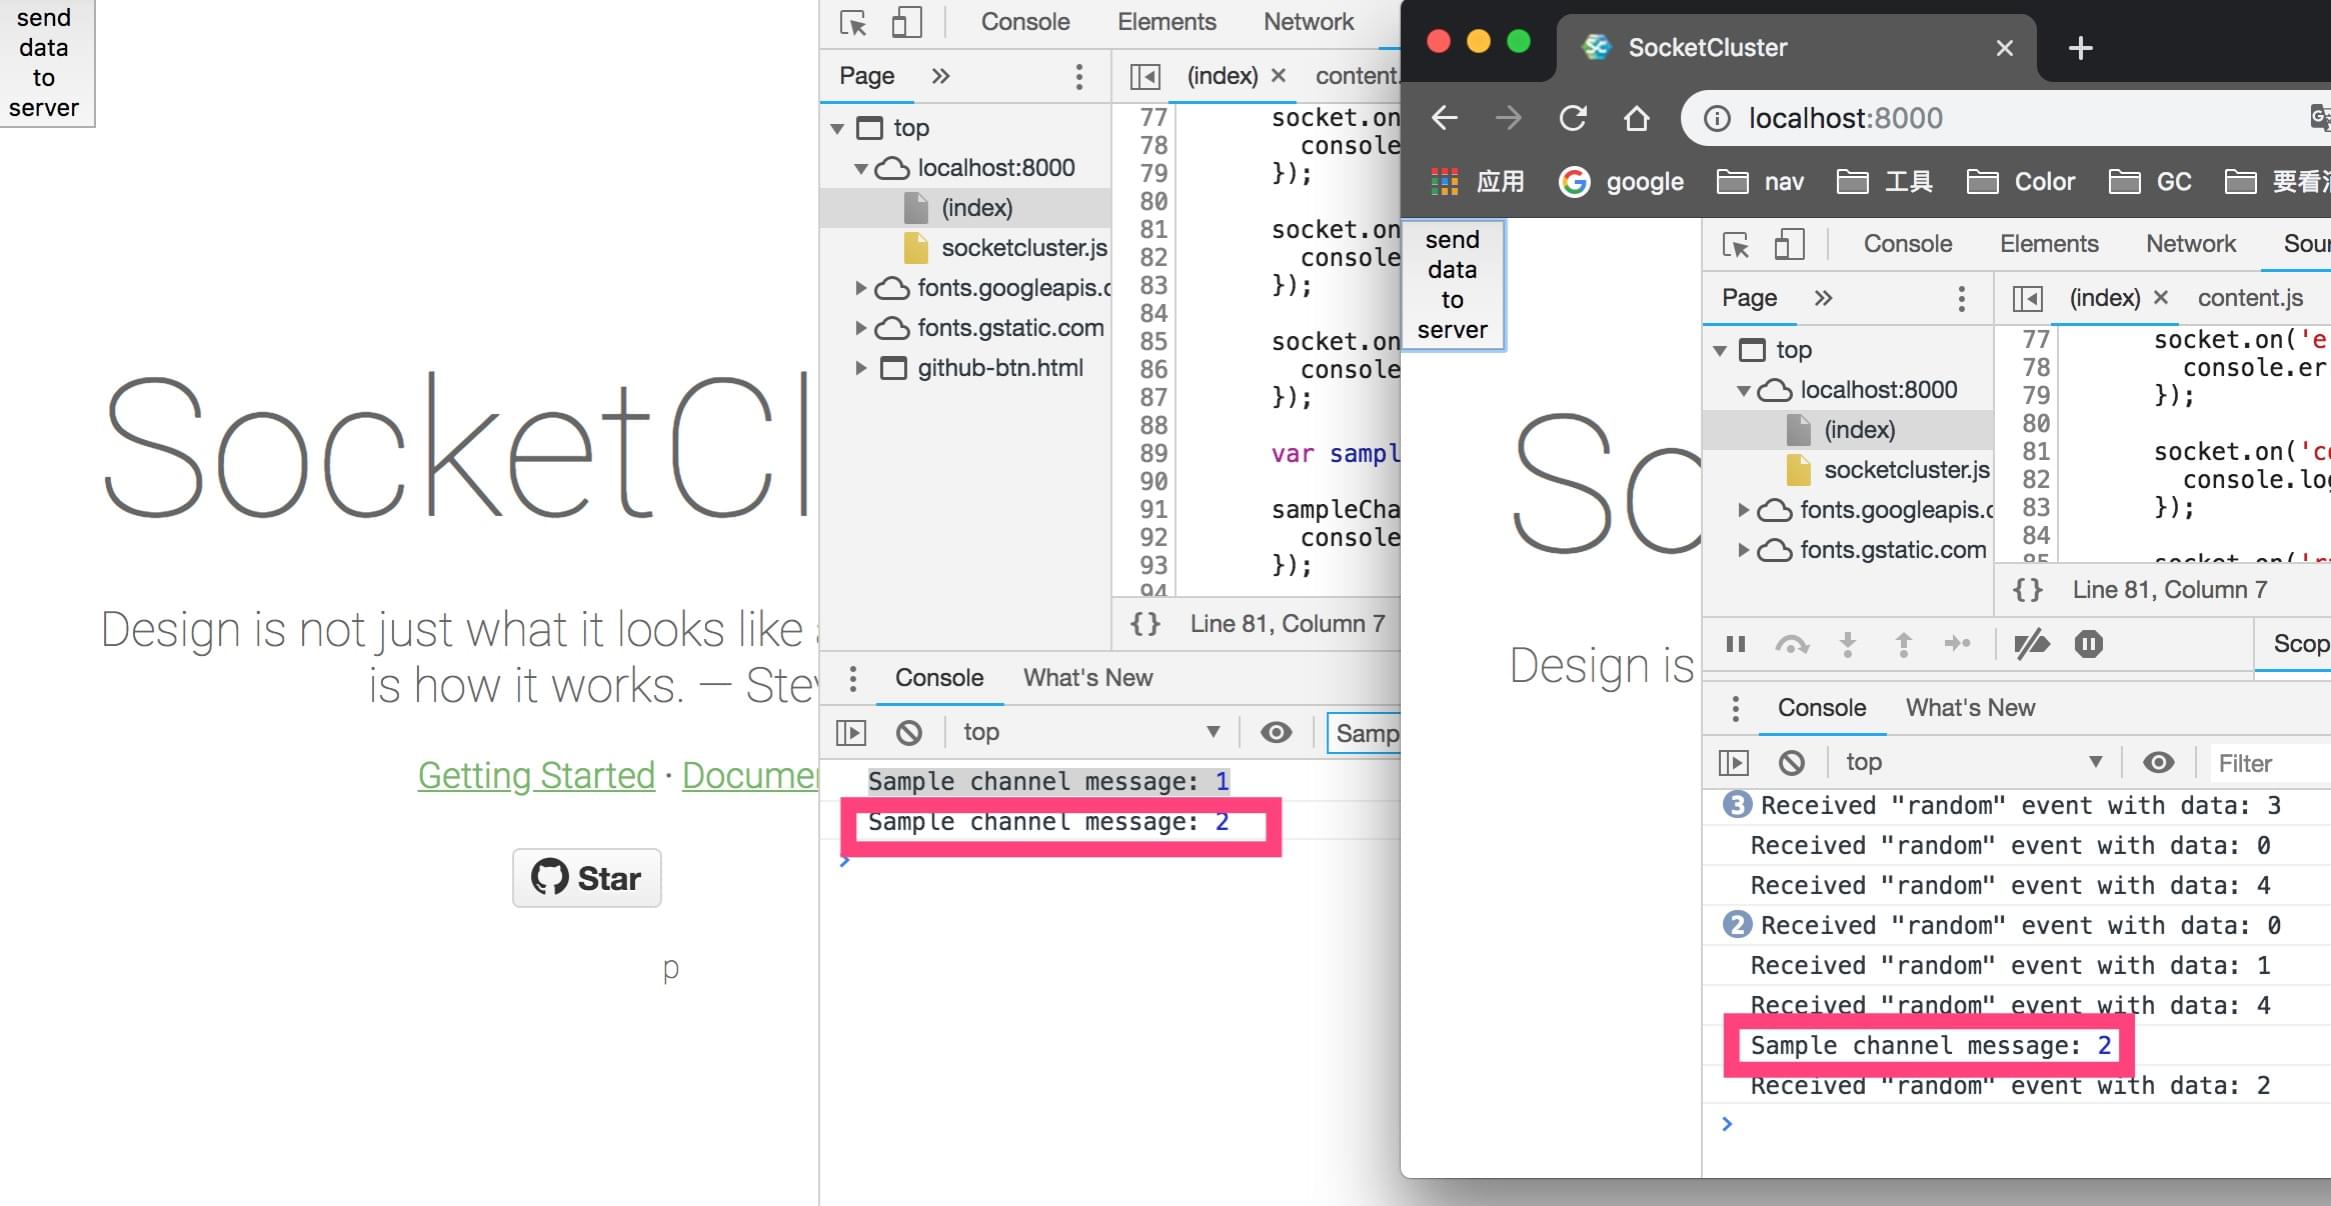 send
data
to
server
SocketCl
Design is not just what it looks like
is how it works. — Stev
Getting Started · Documen
Star
p
Console Elements Network
Page » (index) × content.
top
localhost:8000
(index)
socketcluster.js
fonts.googleapis.c
fonts.gstatic.com
github-btn.html
77 socket.on
78 console
79 });
80
81 socket.on
82 console
83 });
84
85 socket.on
86 console
87 });
88
89 var sampl
90
91 sampleCha
92 console
93 });
94
{} Line 81, Column 7
Console What's New
top Samp
Sample channel message: 1
Sample channel message: 2
>
SocketCluster × +
localhost:8000
应用 google nav 工具 Color GC 要看
send
data
to
server
So
Design is
Console Elements Network Sour
Page » (index) × content.js
top
localhost:8000
(index)
socketcluster.js
fonts.googleapis.c
fonts.gstatic.com
77 socket.on('e
78 console.er
79 });
80
81 socket.on('co
82 console.log
83 });
84
85 socket.on('r
{} Line 81, Column 7
Scop
Console What's New
top Filter
3 Received "random" event with data: 3
Received "random" event with data: 0
Received "random" event with data: 4
2 Received "random" event with data: 0
Received "random" event with data: 1
Received "random" event with data: 4
Sample channel message: 2
Received "random" event with data: 2
>